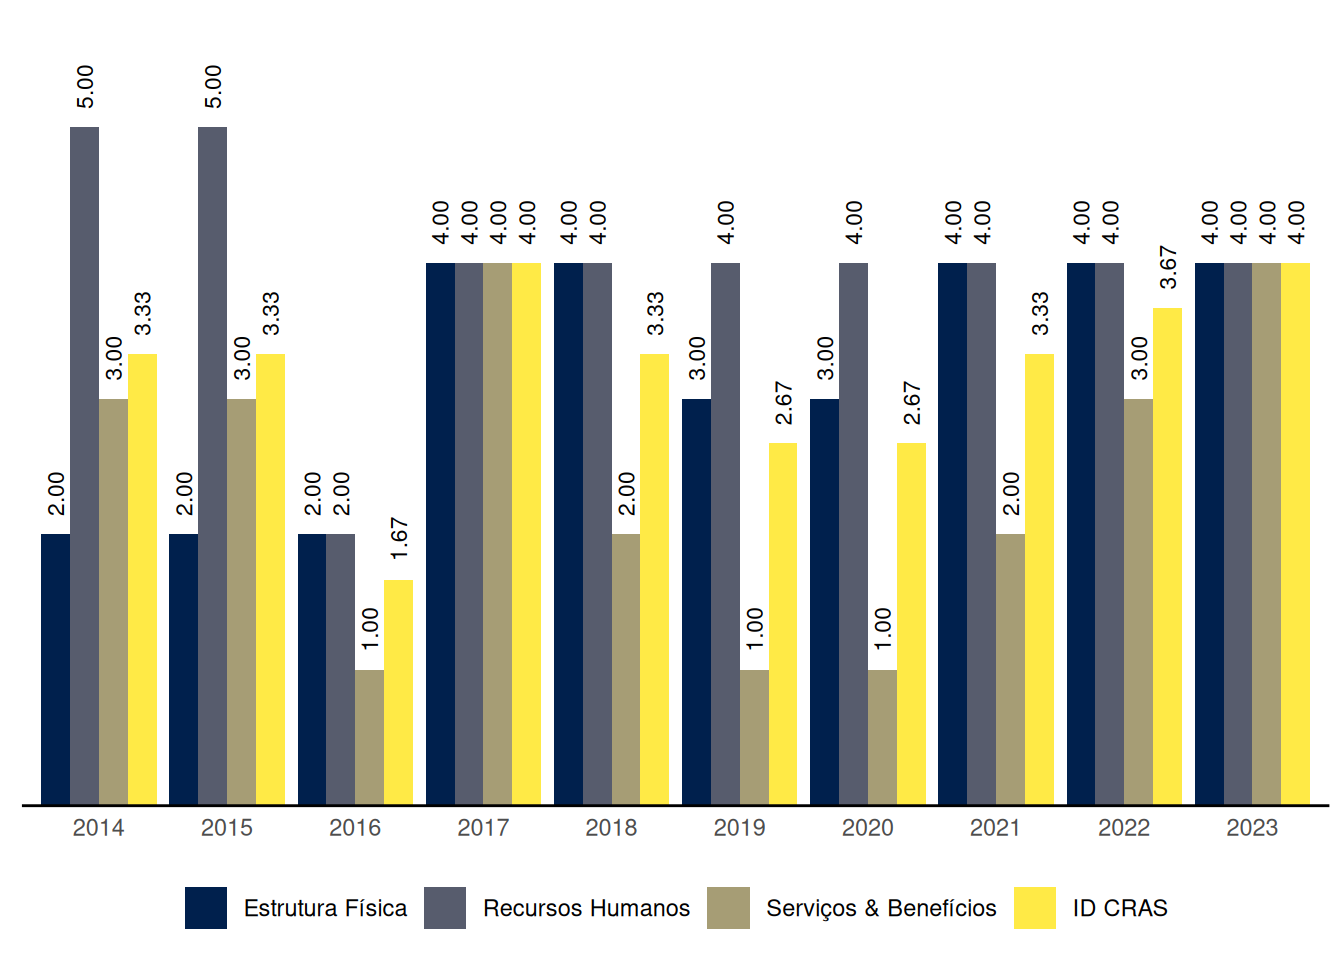 5.00 5.00
4.00 4.00 4.00 4.00 4.00 4.00 4.00 4.00 4.00 4.00 4.00 4.00 4.00 4.00 4.00 4.00
3.67
3.33 3.33 3.33 3.33
3.00 3.00 3.00 3.00 3.00
2.67 2.67
2.00 2.00 2.00 2.00 2.00 2.00
1.67
1.00 1.00 1.00
2014 2015 2016 2017 2018 2019 2020 2021 2022 2023
Estrutura Física Recursos Humanos Serviços & Benefícios ID CRAS